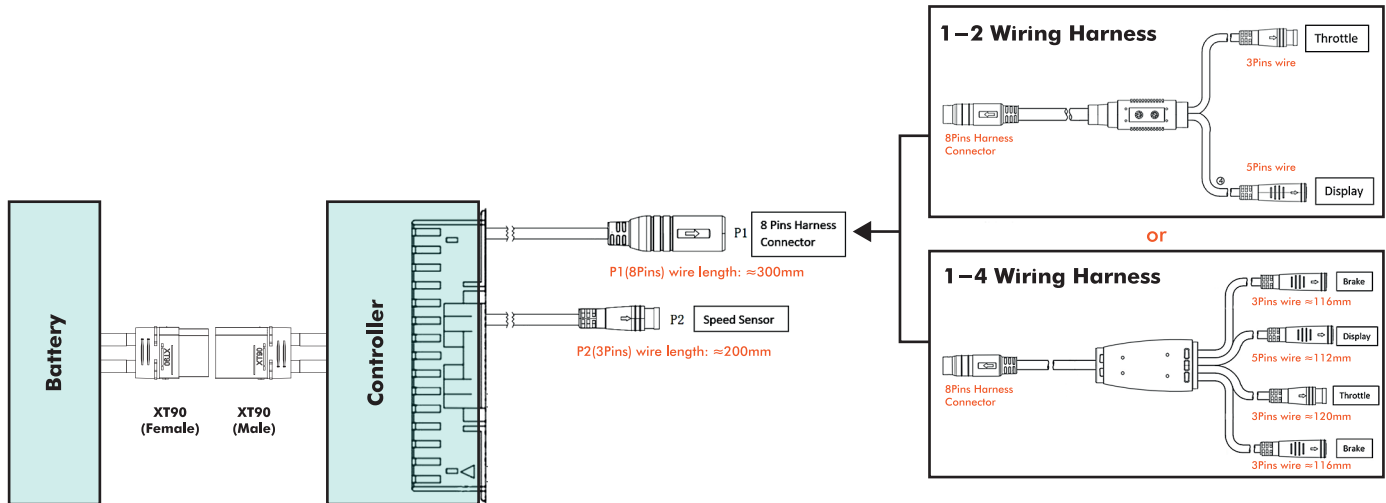 Battery
XT90
XT90
XT90
(Female)
XT90
(Male)
Controller
P1
8 Pins Harness
Connector
P1(8Pins) wire length: ≈300mm
P2
Speed Sensor
P2(3Pins) wire length: ≈200mm
1–2 Wiring Harness
Throttle
3Pins wire
8Pins Harness
Connector
5Pins wire
④
Display
or
1–4 Wiring Harness
Brake
3Pins wire ≈116mm
Display
5Pins wire ≈112mm
8Pins Harness
Connector
Throttle
3Pins wire ≈120mm
Brake
3Pins wire ≈116mm